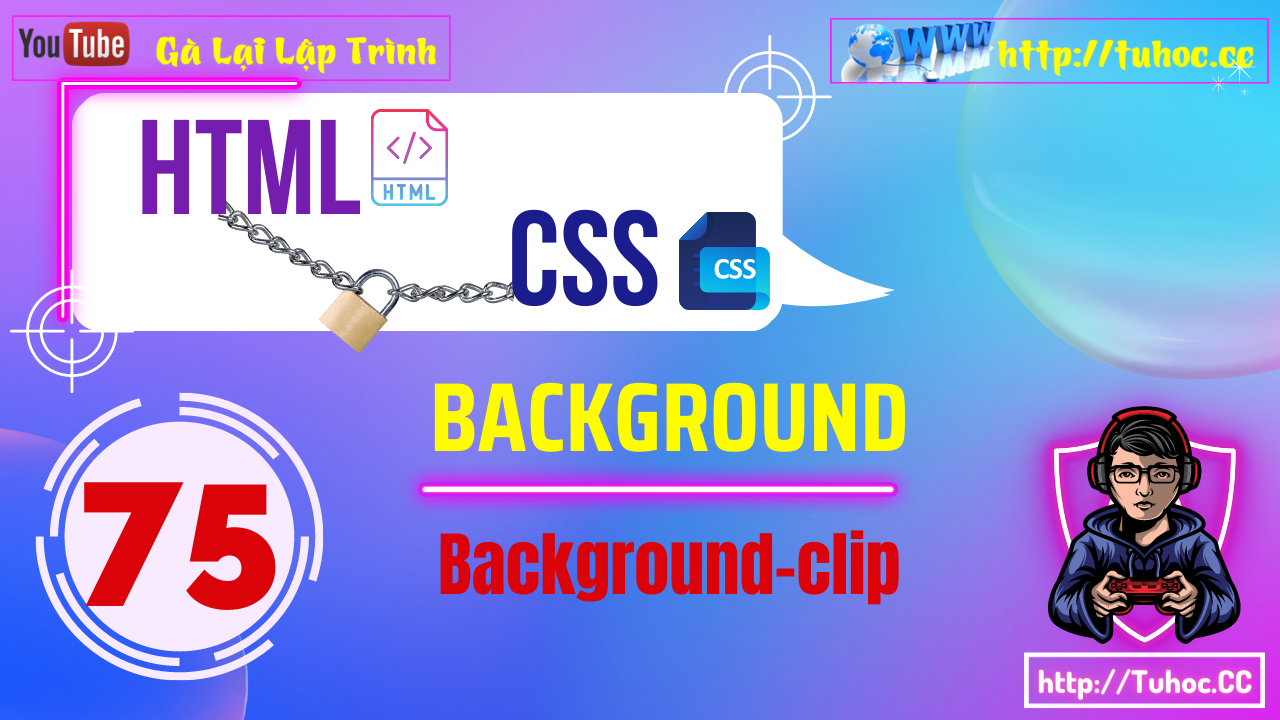 YouTube
Gà Lại Lập Trình
WWW
http://tuhoc.cc
HTML
</>
HTML
CSS
CSS
BACKGROUND
75
Background-clip
http://Tuhoc.CC